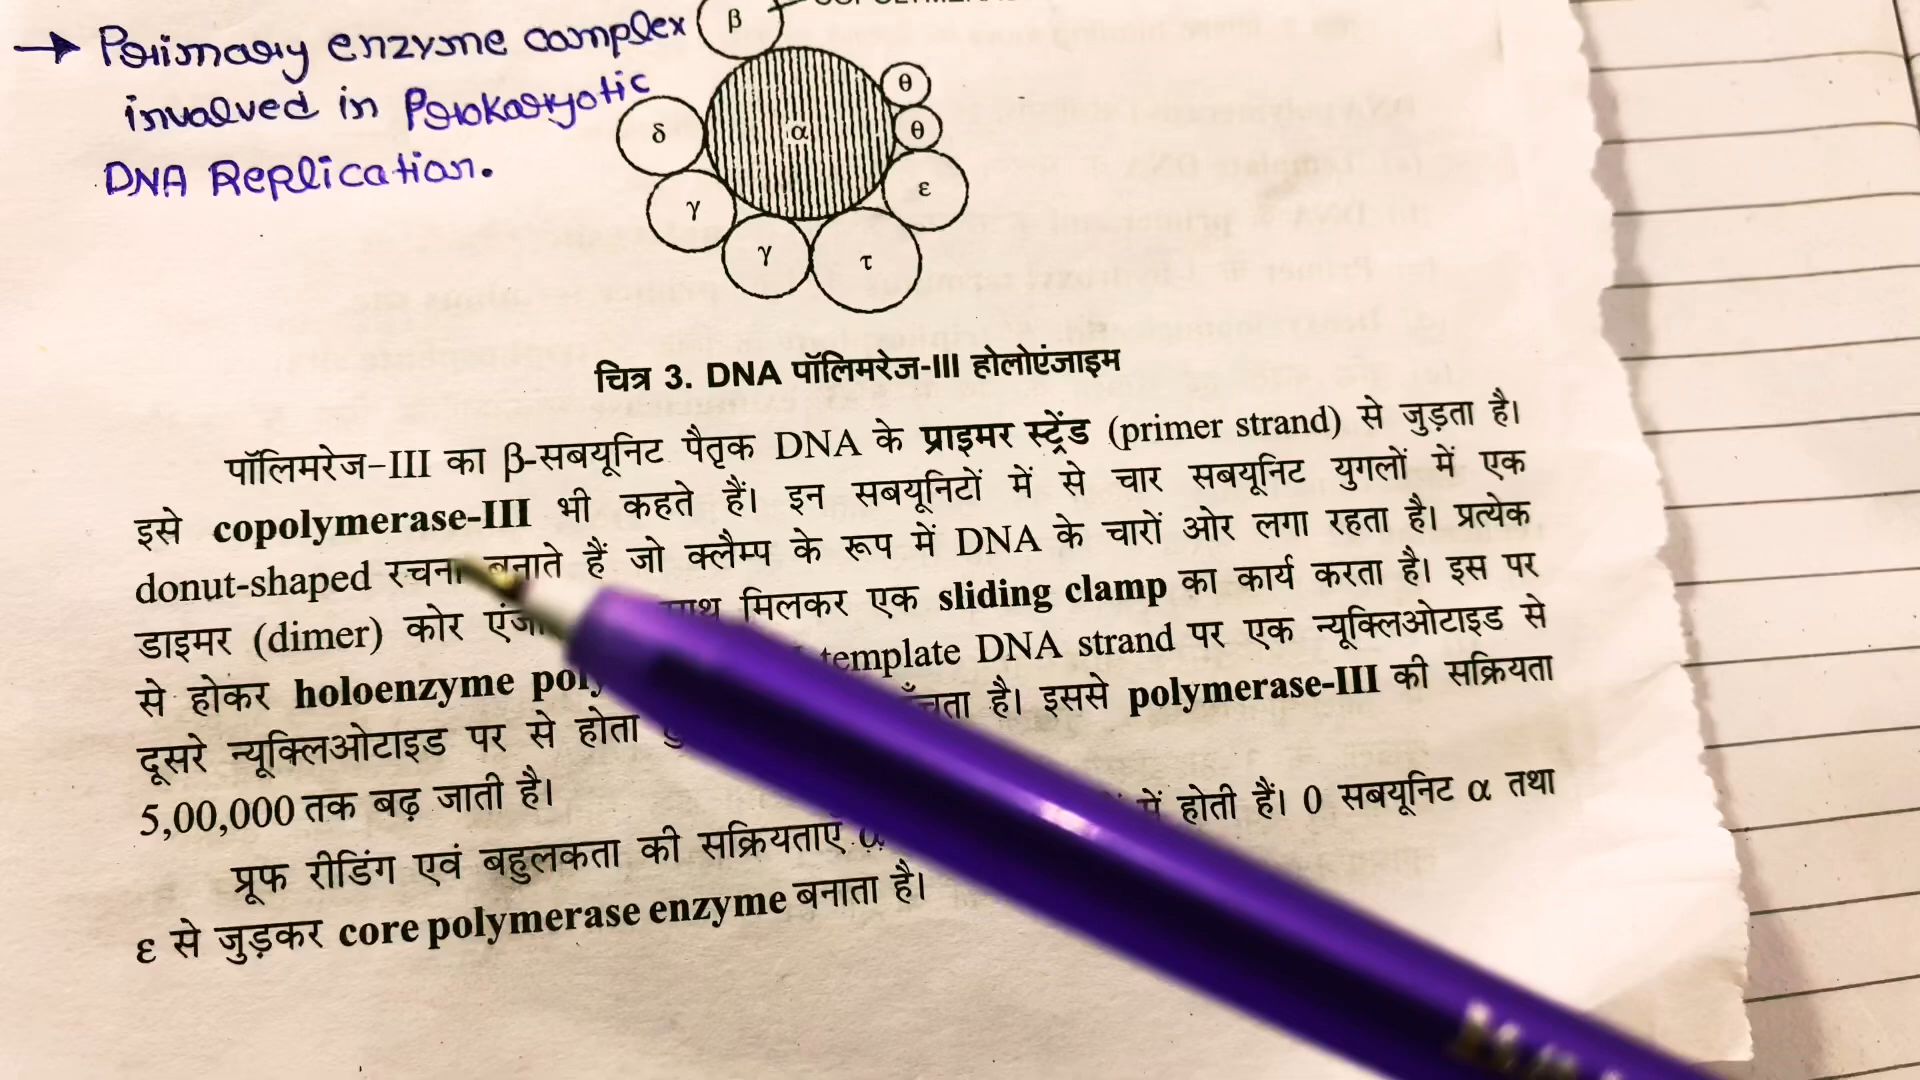 → Primary enzyme complex
involved in Prokaryotic
DNA Replication.
β
θ
δ
α
θ
ε
γ
γ
τ
चित्र 3. DNA पॉलिमरेज-III होलोएंजाइम
पॉलिमरेज-III का β-सबयूनिट पैतृक DNA के प्राइमर स्ट्रेंड (primer strand) से जुड़ता है।
इसे copolymerase-III भी कहते हैं। इन सबयूनिटों में से चार सबयूनिट युगलों में एक
donut-shaped रचना बनाते हैं जो क्लैम्प के रूप में DNA के चारों ओर लगा रहता है। प्रत्येक
डाइमर (dimer) कोर मिलकर एक sliding clamp का कार्य करता है। इस पर
से होकर holoenzyme template DNA strand पर एक न्यूक्लिओटाइड से
दूसरे न्यूक्लिओटाइड पर से होता है। इससे polymerase-III की सक्रियता
5,00,000 तक बढ़ जाती है।
प्रूफ रीडिंग एवं बहुलकता की सक्रियताएँ α में होती हैं। 0 सबयूनिट α तथा
ε से जुड़कर core polymerase enzyme बनाता है।